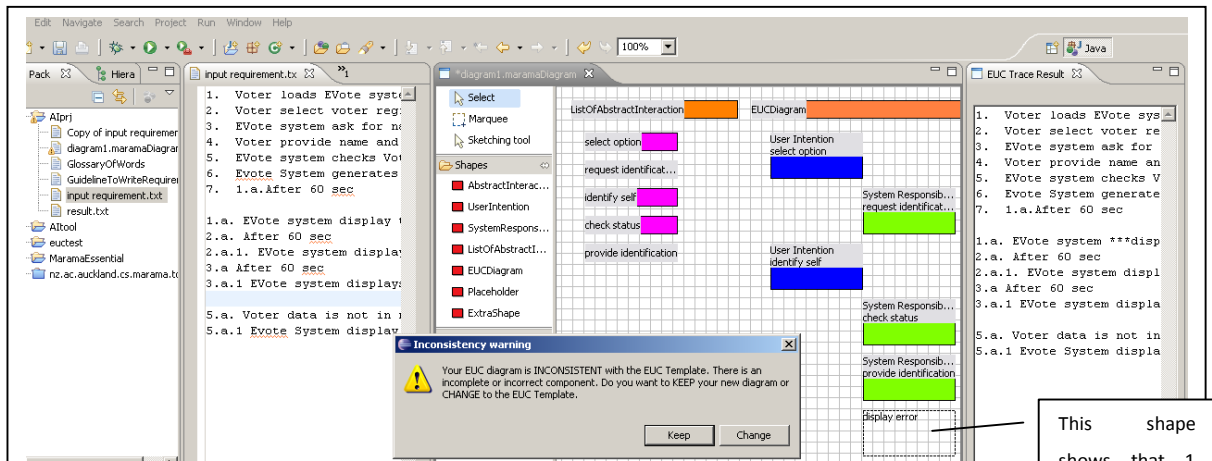 Edit Navigate Search Project Run Window Help
100%
Java
Pack
Hiera
AIprj
Copy of input requiremer
diagram1.maramaDiagrar
GlossaryOfWords
GuidelineToWriteRequirer
input requirement.txt
result.txt
AItool
euctest
MaramaEssential
nz.ac.auckland.cs.marama.to
input requirement.tx
»1
1. Voter loads EVote syste
2. Voter select voter reg:
3. EVote system ask for na
4. Voter provide name and
5. EVote system checks Vot
6. Evote System generates
7. 1.a.After 60 sec
1.a. EVote system display t
2.a. After 60 sec
2.a.1. EVote system display
3.a After 60 sec
3.a.1 EVote system displays
5.a. Voter data is not in r
5.a.1 Evote System display
*diagram1.maramaDiagram
Select
Marquee
Sketching tool
Shapes
AbstractInterac...
UserIntention
SystemRespons...
ListOfAbstractI...
EUCDiagram
Placeholder
ExtraShape
ListOfAbstractInteraction
select option
request identificat...
identify self
check status
provide identification
EUCDiagram
User Intention
select option
System Responsib...
request identificat...
User Intention
identify self
System Responsib...
check status
System Responsib...
provide identification
display error
EUC Trace Result
1. Voter loads EVote sys
2. Voter select voter re
3. EVote system ask for
4. Voter provide name an
5. EVote system checks V
6. Evote System generate
7. 1.a.After 60 sec
1.a. EVote system ***disp
2.a. After 60 sec
2.a.1. EVote system displ
3.a After 60 sec
3.a.1 EVote system displa
5.a. Voter data is not in
5.a.1 Evote System displa
Inconsistency warning
Your EUC diagram is INCONSISTENT with the EUC Template. There is an
incomplete or incorrect component. Do you want to KEEP your new diagram or
CHANGE to the EUC Template.
Keep
Change
This shape
shows that 1